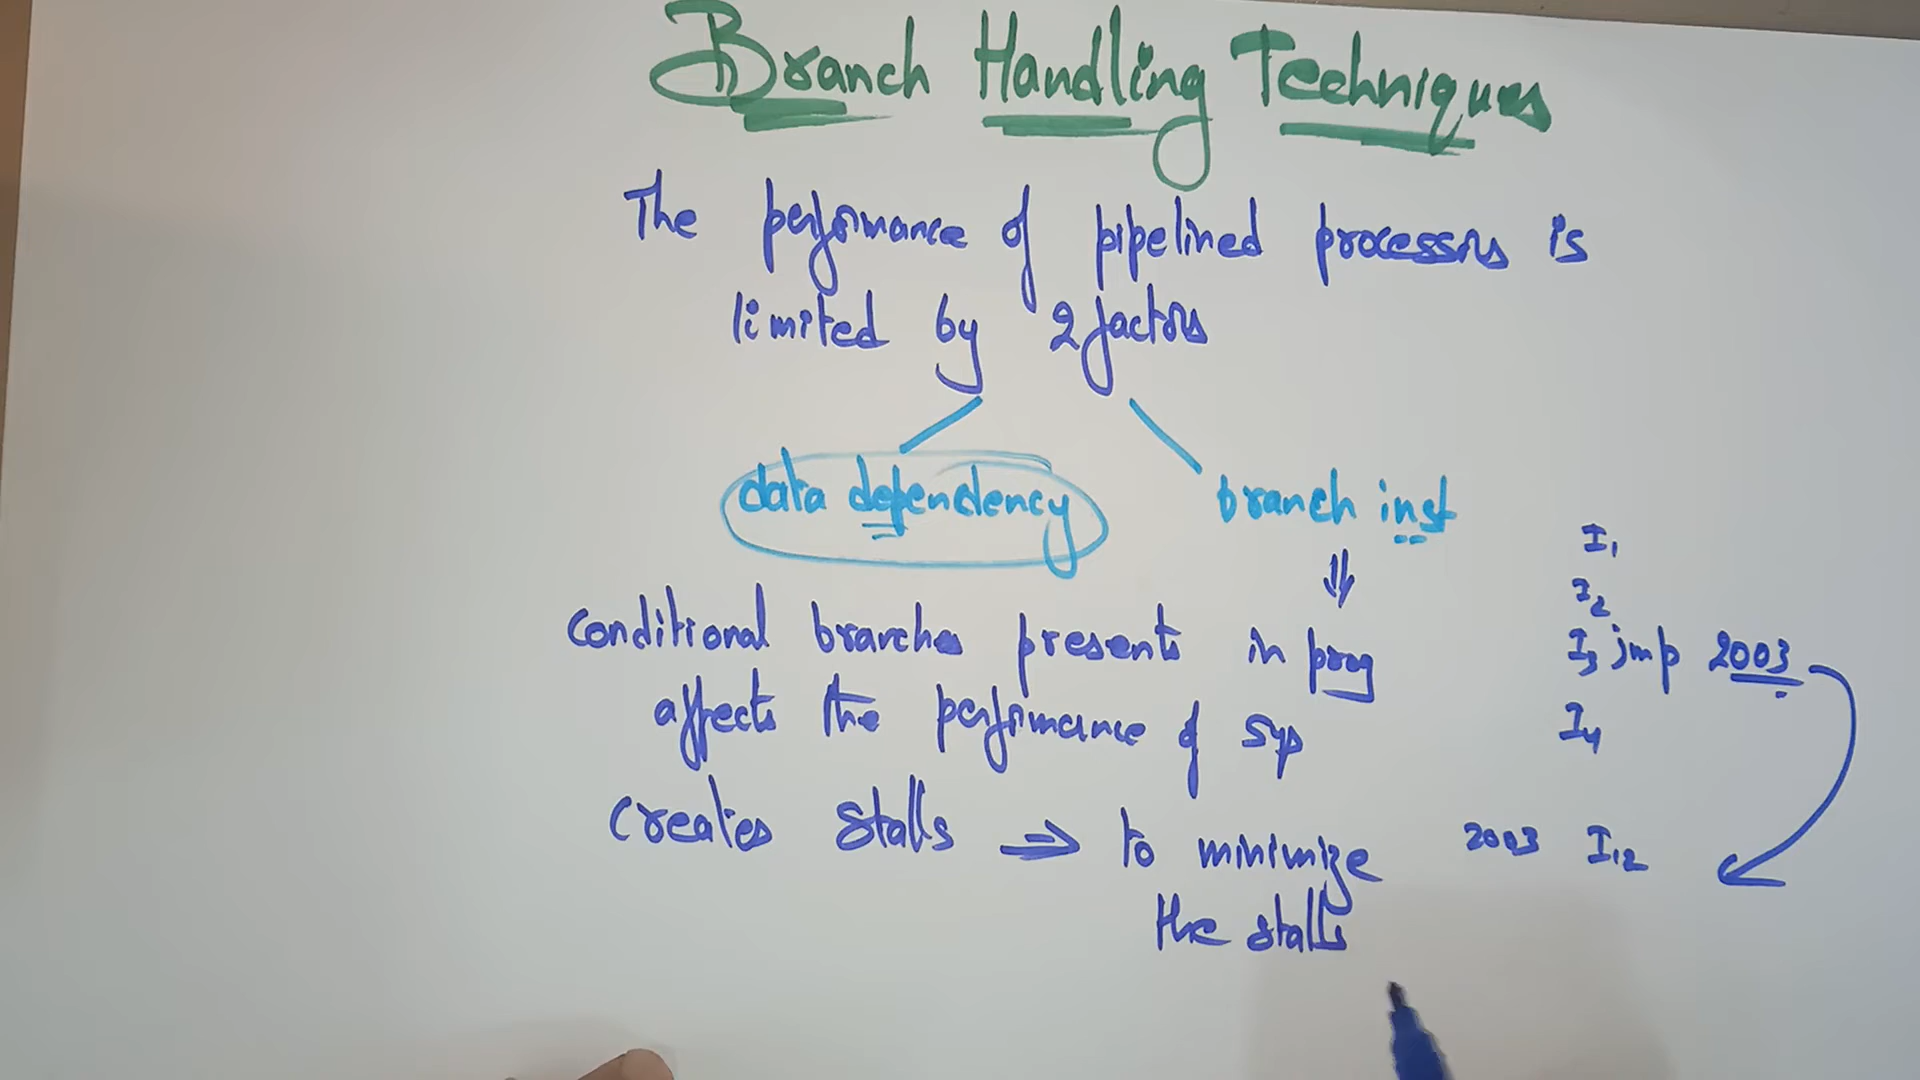 Branch Handling Techniques
The performance of pipelined processors is
limited by 2 factors
data dependency
branch inst
conditional branches presents in prog
affects the performance of sys
creates stalls ⇒ to minimize
the stalls
I1
I2
I3 jmp 2003
I4
2003 I12